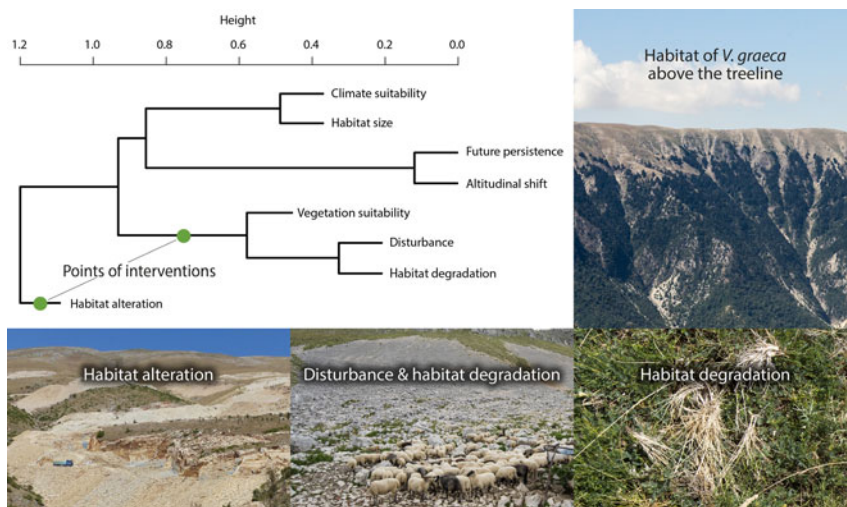 Height
1.2 1.0 0.8 0.6 0.4 0.2 0.0
Climate suitability
Habitat size
Future persistence
Altitudinal shift
Vegetation suitability
Disturbance
Habitat degradation
Points of interventions
Habitat alteration
Habitat of V. graeca
above the treeline
Habitat alteration
Disturbance & habitat degradation
Habitat degradation